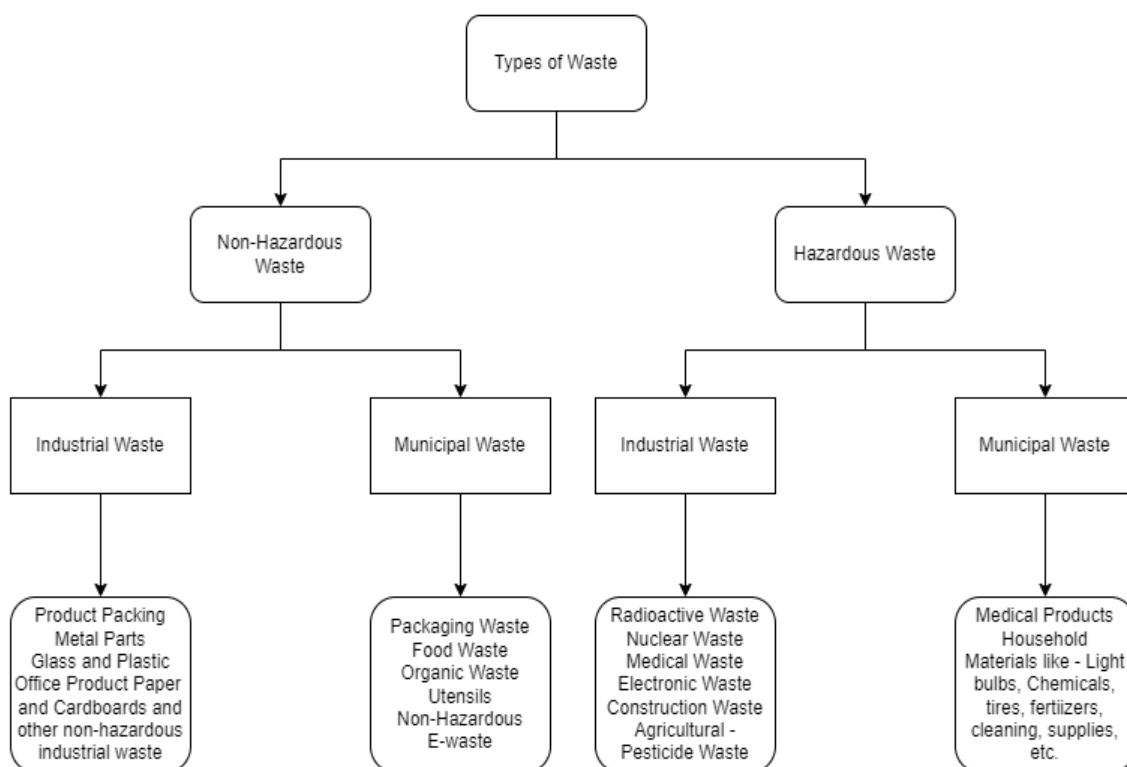 Types of Waste
Non-Hazardous
Waste
Hazardous Waste
Industrial Waste
Municipal Waste
Industrial Waste
Municipal Waste
Product Packing
Metal Parts
Glass and Plastic
Office Product Paper
and Cardboards and
other non-hazardous
industrial waste
Packaging Waste
Food Waste
Organic Waste
Utensils
Non-Hazardous
E-waste
Radioactive Waste
Nuclear Waste
Medical Waste
Electronic Waste
Construction Waste
Agricultural -
Pesticide Waste
Medical Products
Household
Materials like - Light
bulbs, Chemicals,
tires, fertiizers,
cleaning, supplies,
etc.